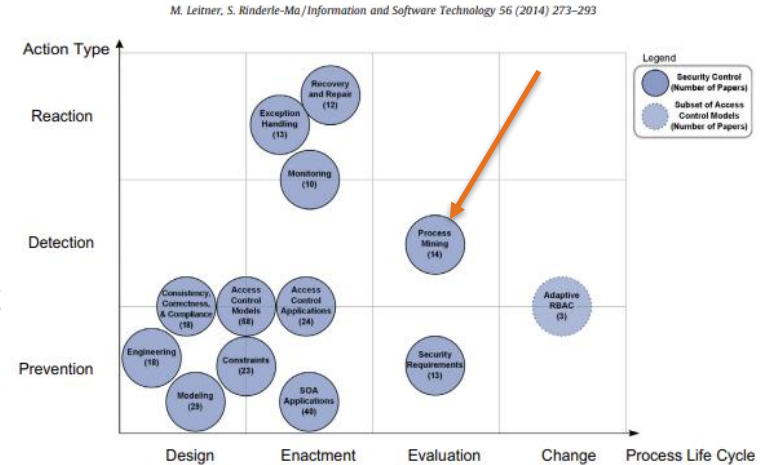 M. Leitner, S. Rinderle-Ma / Information and Software Technology 56 (2014) 273–293
Action Type
Legend
Security Control
(Number of Papers)
Subset of Access
Control Models
(Number of Papers)
Reaction
Recovery
and Repair
(12)
Exception
Handling
(13)
Monitoring
(10)
Detection
Process
Mining
(14)
Consistency,
Correctness,
& Compliance
(18)
Access
Control
Models
(58)
Access
Control
Applications
(24)
Adaptive
RBAC
(3)
Prevention
Engineering
(18)
Constraints
(23)
Security
Requirements
(13)
Modeling
(29)
SOA
Applications
(40)
Design
Enactment
Evaluation
Change
Process Life Cycle